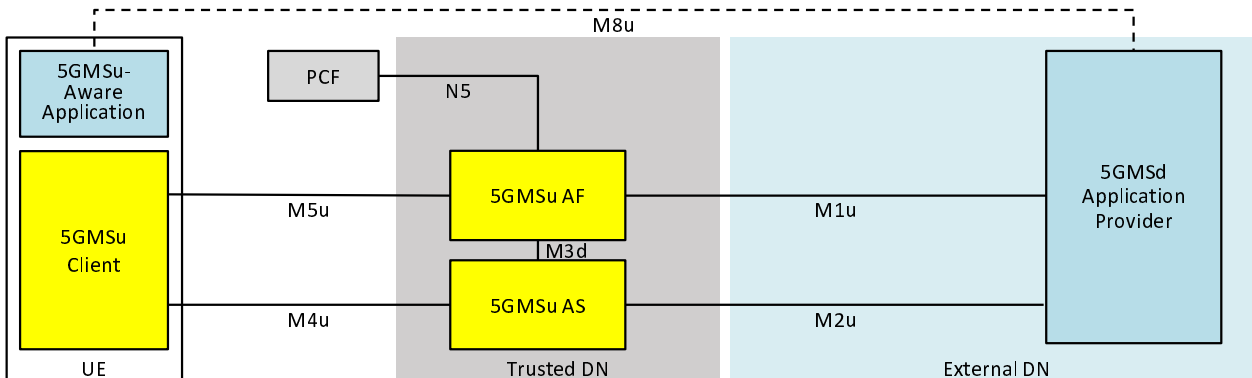 M8u
5GMSu-
Aware
Application
PCF
N5
5GMSd
Application
Provider
5GMSu AF
M5u
M1u
5GMSu
Client
M3d
5GMSu AS
M4u
M2u
UE
Trusted DN
External DN